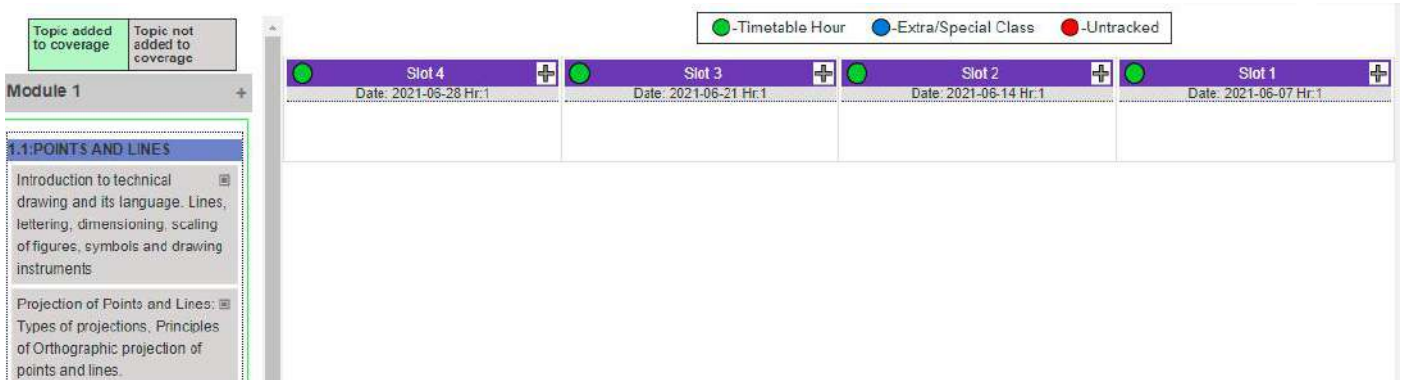 Topic added
to coverage
Topic not
added to
coverage
Module 1
+
1.1:POINTS AND LINES
Introduction to technical
drawing and its language. Lines,
lettering, dimensioning, scaling
of figures, symbols and drawing
instruments
Projection of Points and Lines:
Types of projections, Principles
of Orthographic projection of
points and lines.
-Timetable Hour -Extra/Special Class -Untracked
Slot 4
Date: 2021-06-28 Hr:1
Slot 3
Date: 2021-06-21 Hr:1
Slot 2
Date: 2021-06-14 Hr:1
Slot 1
Date: 2021-06-07 Hr:1